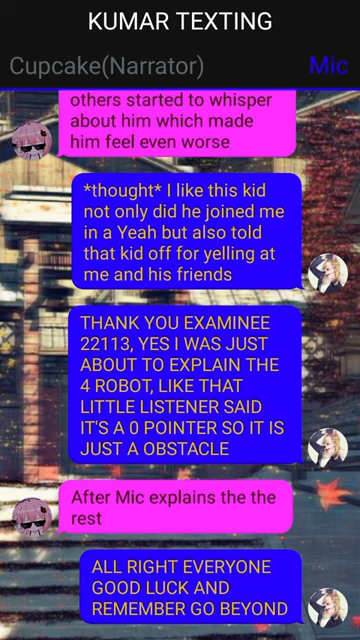 KUMAR TEXTING
Cupcake(Narrator) Mic
others started to whisper
about him which made
him feel even worse
*thought* I like this kid
not only did he joined me
in a Yeah but also told
that kid off for yelling at
me and his friends
THANK YOU EXAMINEE
22113, YES I WAS JUST
ABOUT TO EXPLAIN THE
4 ROBOT, LIKE THAT
LITTLE LISTENER SAID
IT'S A 0 POINTER SO IT IS
JUST A OBSTACLE
After Mic explains the the
rest
ALL RIGHT EVERYONE
GOOD LUCK AND
REMEMBER GO BEYOND